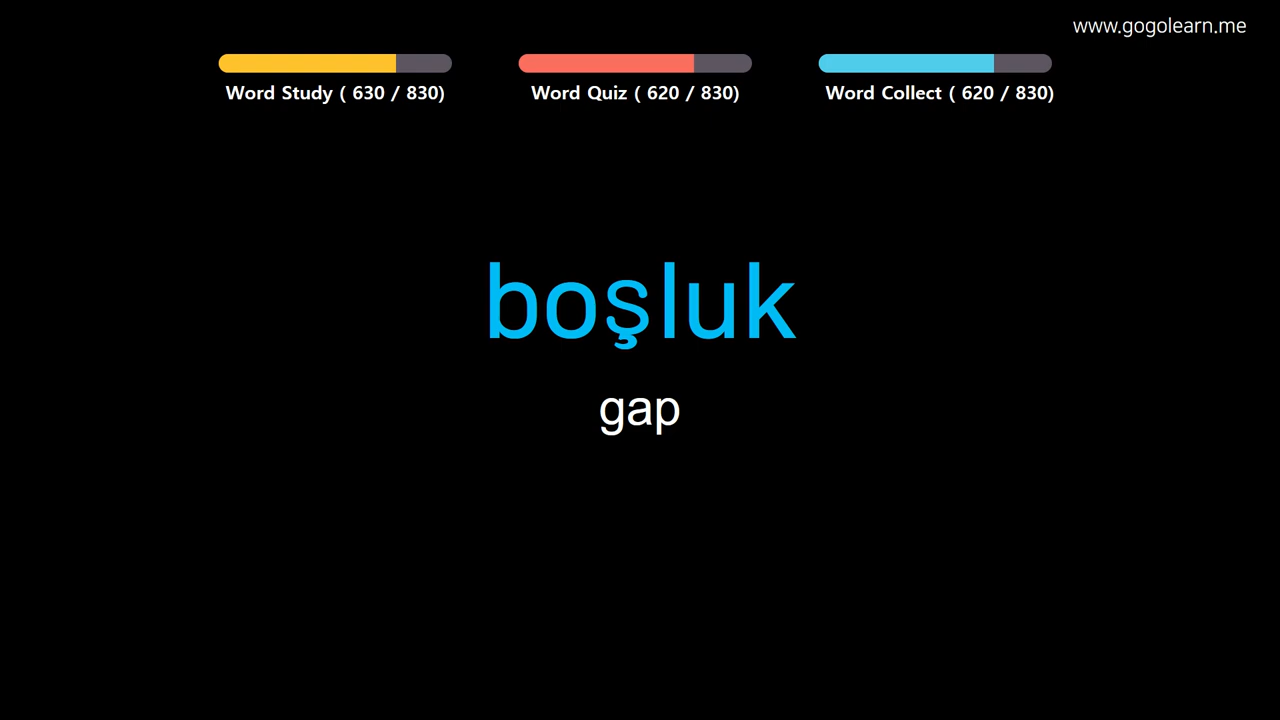 www.gogolearn.me
Word Study ( 630 / 830)
Word Quiz ( 620 / 830)
Word Collect ( 620 / 830)
boşluk
gap